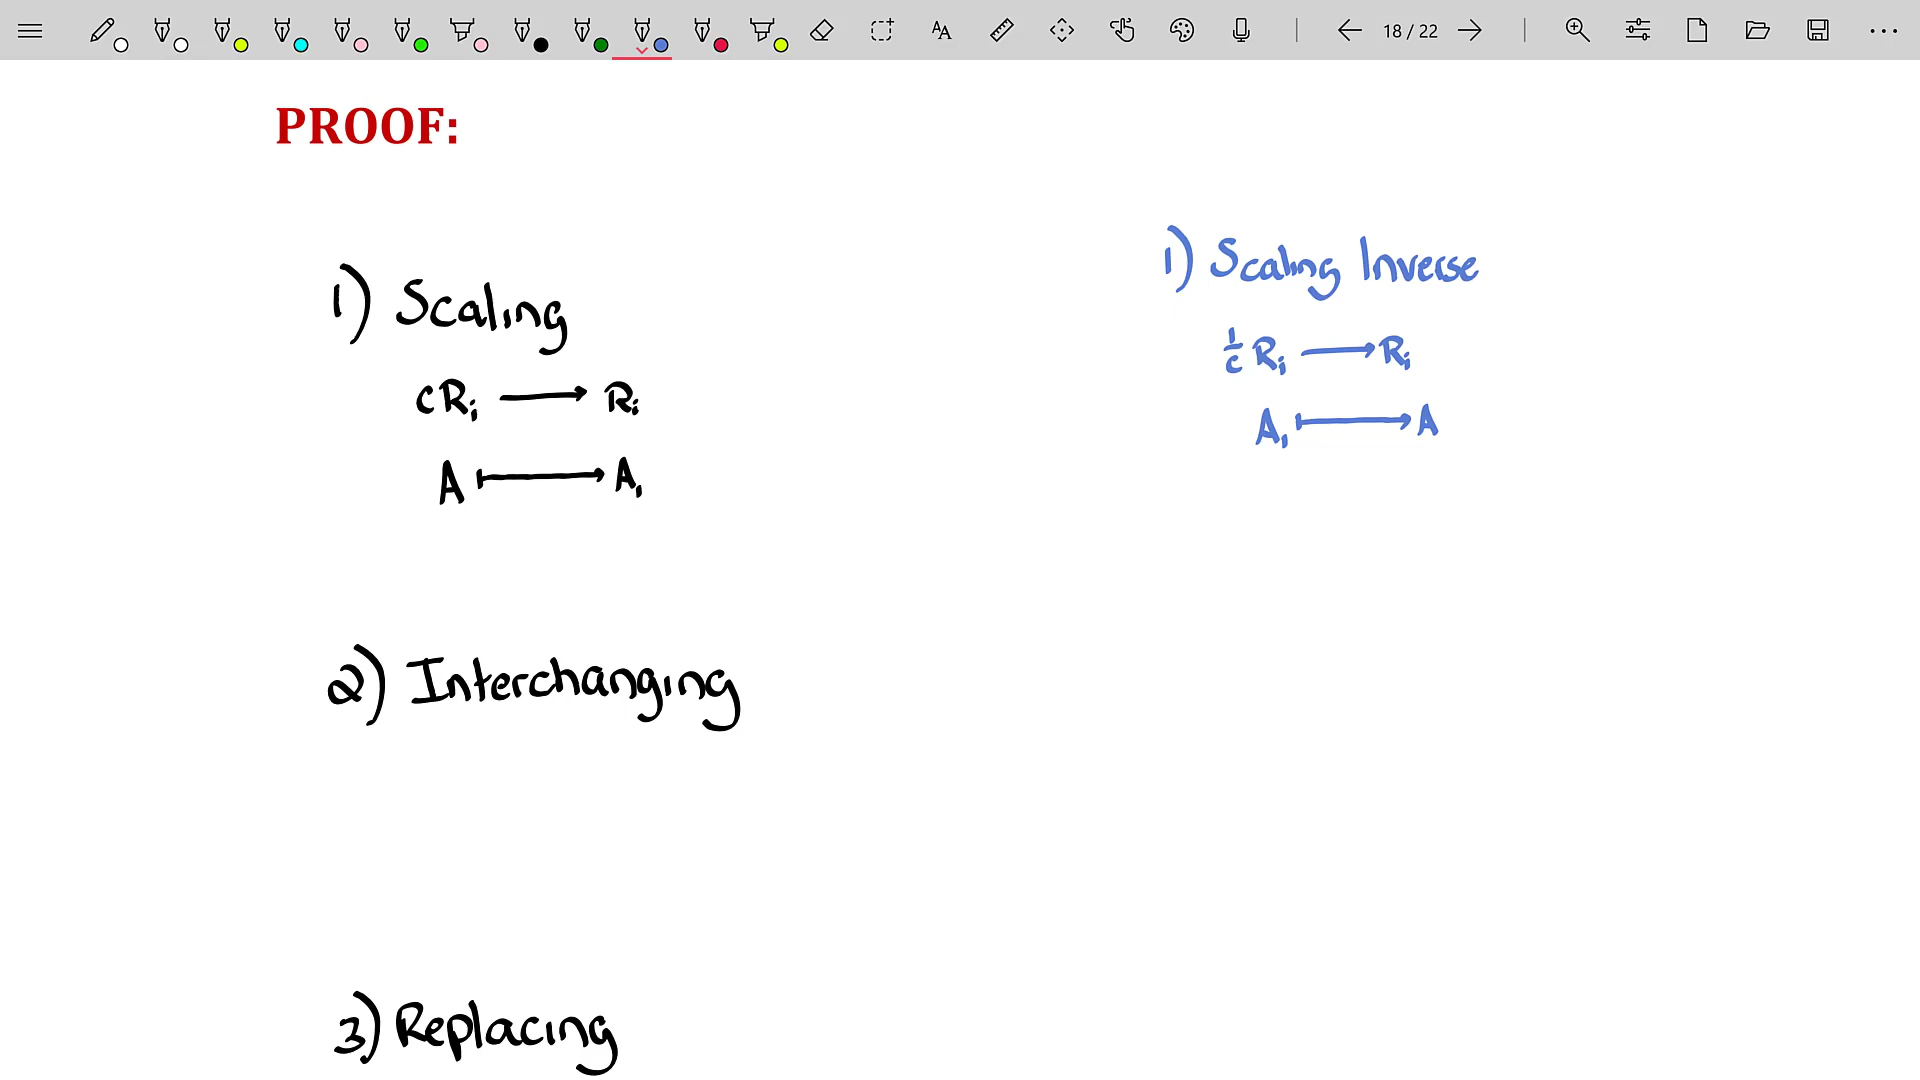 18 / 22
PROOF:
1) Scaling
cRᵢ → Rᵢ
A ↦ A₁
2) Interchanging
3) Replacing
1) Scaling Inverse
1/c Rᵢ → Rᵢ
A₁ ↦ A